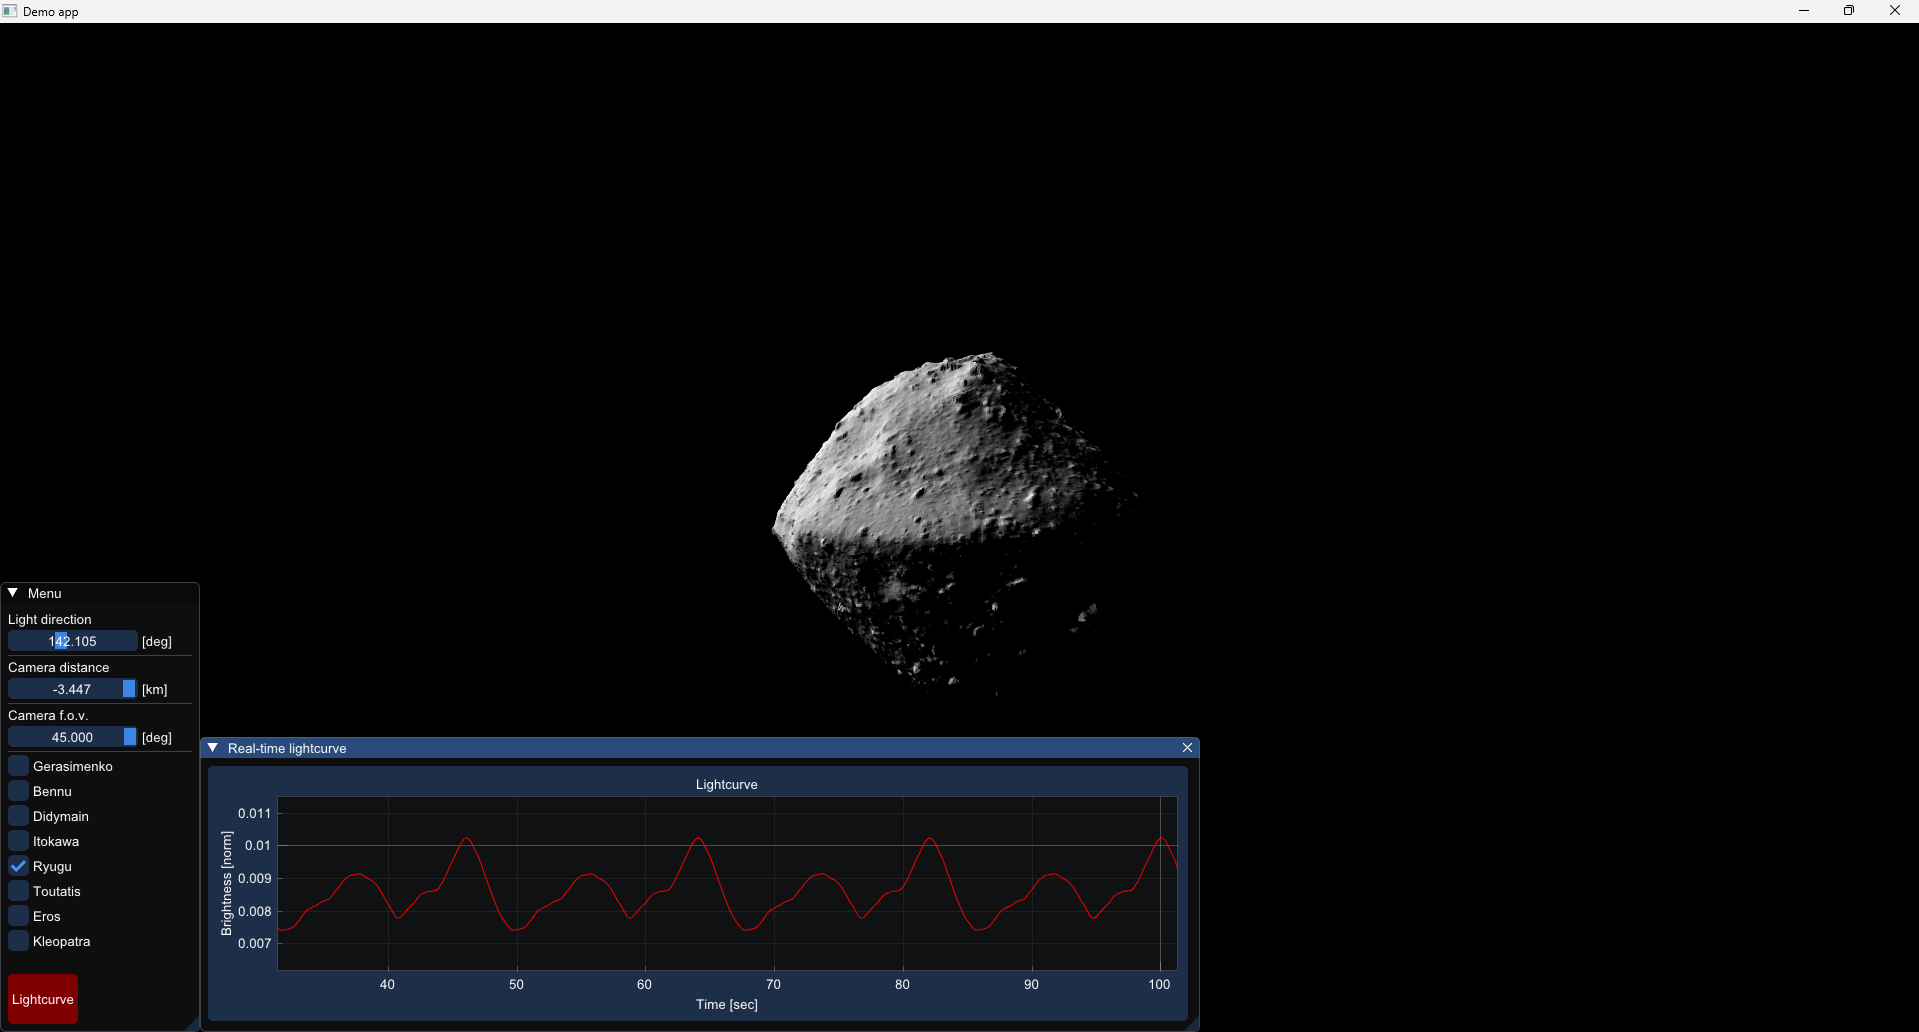 Demo app
Menu
Light direction
142.105 [deg]
Camera distance
-3.447 [km]
Camera f.o.v.
45.000 [deg]
Gerasimenko
Bennu
Didymain
Itokawa
Ryugu
Toutatis
Eros
Kleopatra
Lightcurve
Real-time lightcurve
Lightcurve
Brightness [norm]
0.011
0.01
0.009
0.008
0.007
40 50 60 70 80 90 100
Time [sec]